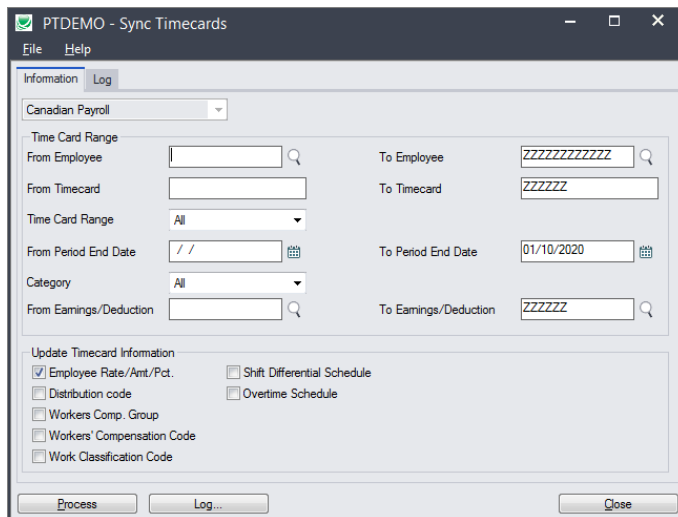 PTDEMO - Sync Timecards
File Help
Information Log
Canadian Payroll
Time Card Range
From Employee To Employee ZZZZZZZZZZZZ
From Timecard To Timecard ZZZZZZ
Time Card Range All
From Period End Date / / To Period End Date 01/10/2020
Category All
From Earnings/Deduction To Earnings/Deduction ZZZZZZ
Update Timecard Information
Employee Rate/Amt/Pct. Shift Differential Schedule
Distribution code Overtime Schedule
Workers Comp. Group
Workers' Compensation Code
Work Classification Code
Process Log... Close